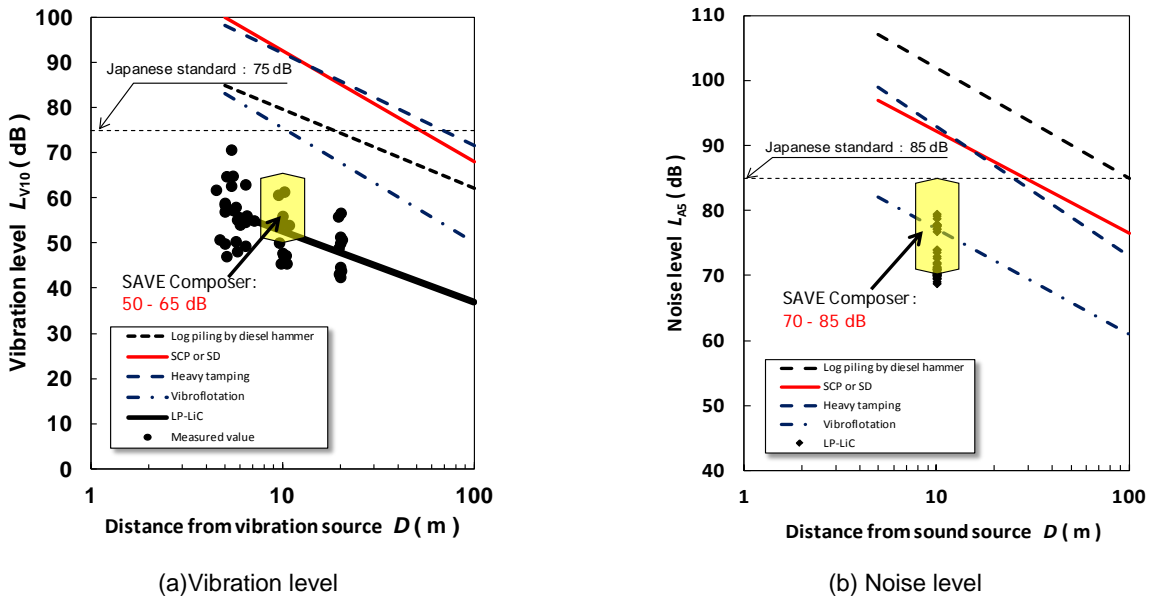 100
90
80
70
60
50
40
30
20
10
0
Vibration level L_V10 ( dB )
Japanese standard : 75 dB
SAVE Composer:
50 - 65 dB
Log piling by diesel hammer
SCP or SD
Heavy tamping
Vibroflotation
LP-LiC
Measured value
1
10
100
Distance from vibration source D ( m )
(a)Vibration level
110
100
90
80
70
60
50
40
Noise level L_A5 ( dB )
Japanese standard : 85 dB
SAVE Composer :
70 - 85 dB
Log piling by diesel hammer
SCP or SD
Heavy tamping
Vibroflotation
LP-LiC
1
10
100
Distance from sound source D ( m )
(b) Noise level